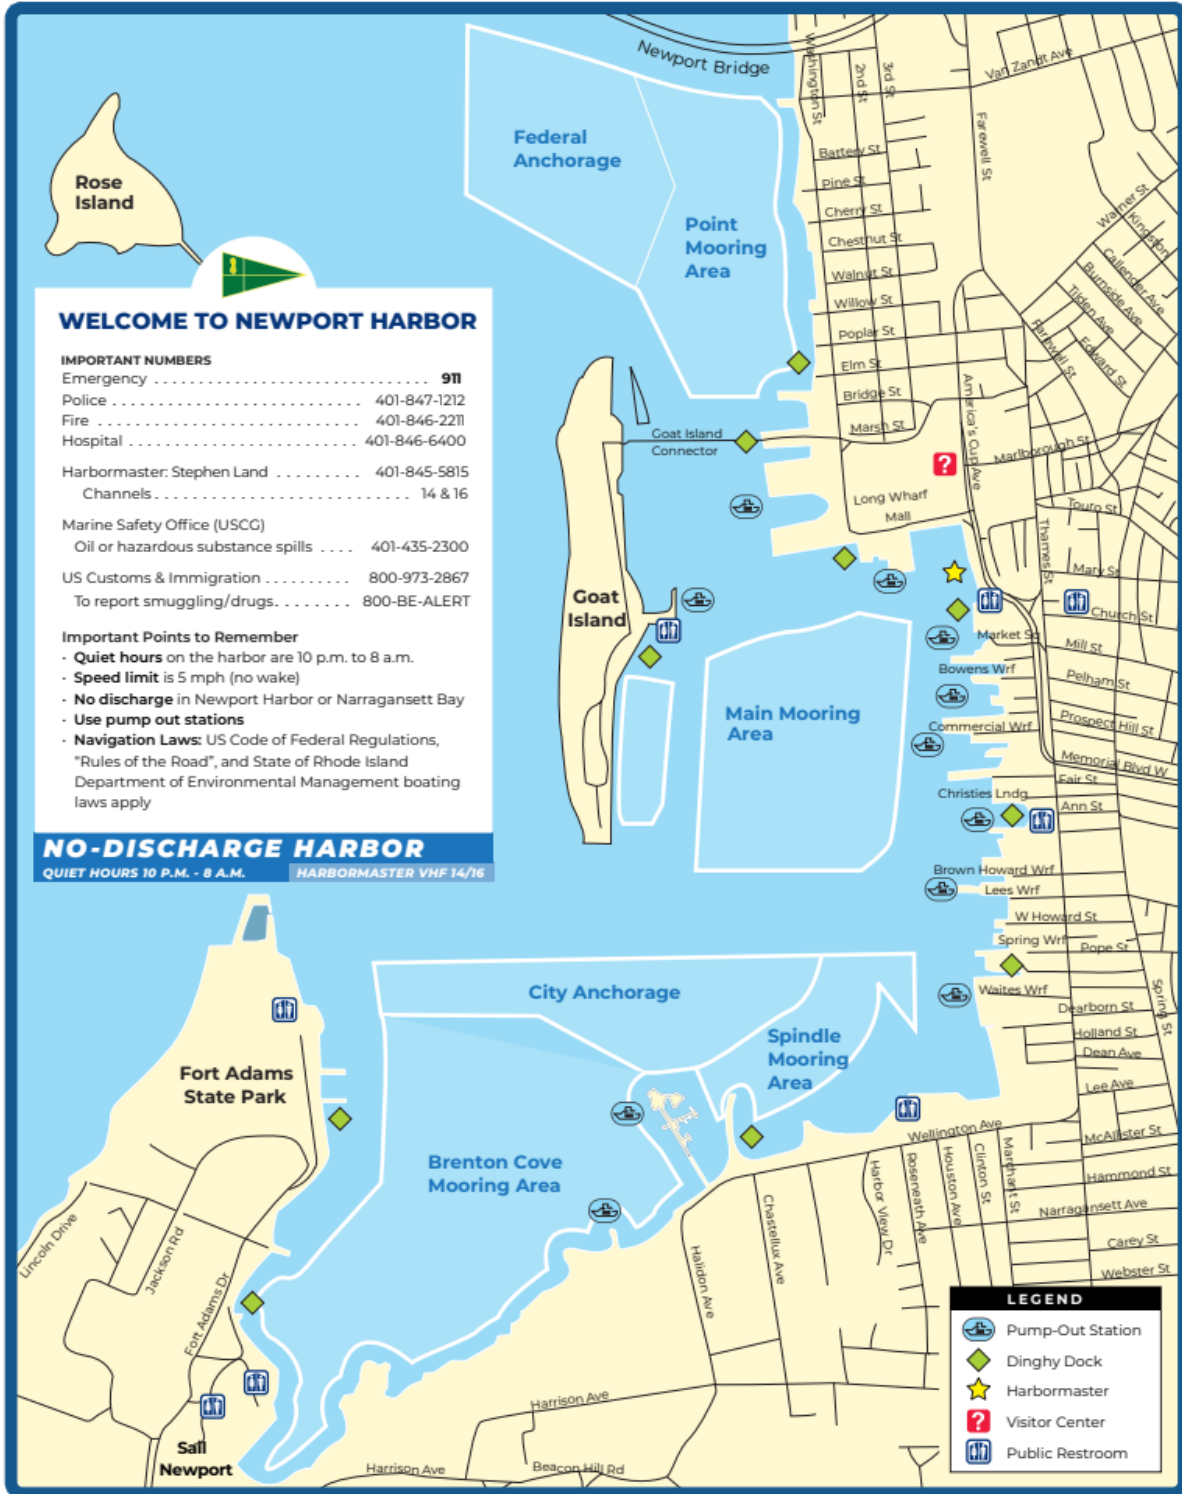 Newport Bridge
Washington St
2nd St
3rd St
Van Zandt Ave
Farewell St
Federal
Anchorage
Rose
Island
Battery St
Pine St
Cherry St
Chestnut St
Walnut St
Willow St
Poplar St
Elm St
Bridge St
Marsh St
Warner St
Kingston
Callender Ave
Burnside Ave
Tilden Ave
Edward St
Farewell St
Point
Mooring
Area
WELCOME TO NEWPORT HARBOR
IMPORTANT NUMBERS
Emergency . . . . . . . . . . . . . . . . . . . . . . . . . . . . . . 911
Police . . . . . . . . . . . . . . . . . . . . . . . . . . . 401-847-1212
Fire . . . . . . . . . . . . . . . . . . . . . . . . . . . . 401-846-2211
Hospital . . . . . . . . . . . . . . . . . . . . . . . . . 401-846-6400
Harbormaster: Stephen Land . . . . . . . . . 401-845-5815
Channels . . . . . . . . . . . . . . . . . . . . . . . . . . . . 14 & 16
Marine Safety Office (USCG)
Oil or hazardous substance spills . . . . 401-435-2300
US Customs & Immigration . . . . . . . . . . 800-973-2867
To report smuggling/drugs. . . . . . . . 800-BE-ALERT
Important Points to Remember
· Quiet hours on the harbor are 10 p.m. to 8 a.m.
· Speed limit is 5 mph (no wake)
· No discharge in Newport Harbor or Narragansett Bay
· Use pump out stations
· Navigation Laws: US Code of Federal Regulations,
"Rules of the Road", and State of Rhode Island
Department of Environmental Management boating
laws apply
NO-DISCHARGE HARBOR
QUIET HOURS 10 P.M. - 8 A.M.
HARBORMASTER VHF 14/16
Goat Island
Connector
America's Cup Ave
?
Marlborough St
Long Wharf
Mall
Touro St
Thames St
Mary St
Church St
Goat
Island
Market Sq
Mill St
Bowens Wrf
Pelham St
Main Mooring
Area
Commercial Wrf
Prospect Hill St
Memorial Blvd W
Fair St
Christies Lndg
Ann St
Brown Howard Wrf
Lees Wrf
W Howard St
Spring Wrf
Pope St
Waites Wrf
Spring St
Dearborn St
Holland St
Dean Ave
Lee Ave
City Anchorage
Spindle
Mooring
Area
Fort Adams
State Park
Brenton Cove
Mooring Area
Wellington Ave
McAllister St
Hammond St
Narragansett Ave
Carey St
Webster St
Marchant St
Clinton St
Houston Ave
Roseneath Ave
Harbor View Dr
Chastellux Ave
Halidon Ave
Lincoln Drive
Jackson Rd
Fort Adams Dr
Sail
Newport
Harrison Ave
Harrison Ave
Beacon Hill Rd
LEGEND
Pump-Out Station
Dinghy Dock
Harbormaster
? Visitor Center
Public Restroom